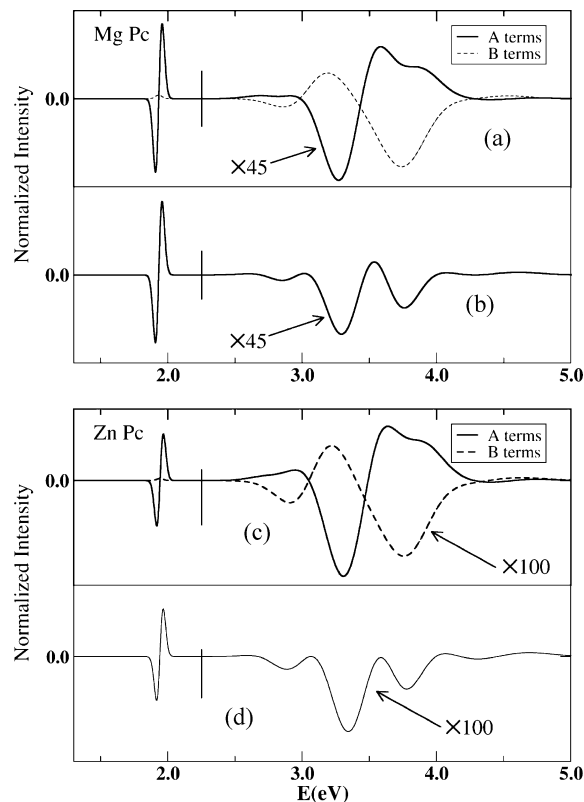 Mg Pc
A terms
B terms
Normalized Intensity
0.0
(a)
×45
0.0
(b)
×45
2.0 3.0 4.0 5.0
Zn Pc
A terms
B terms
Normalized Intensity
0.0
(c)
×100
0.0
(d)
×100
2.0 3.0 4.0 5.0
E(eV)